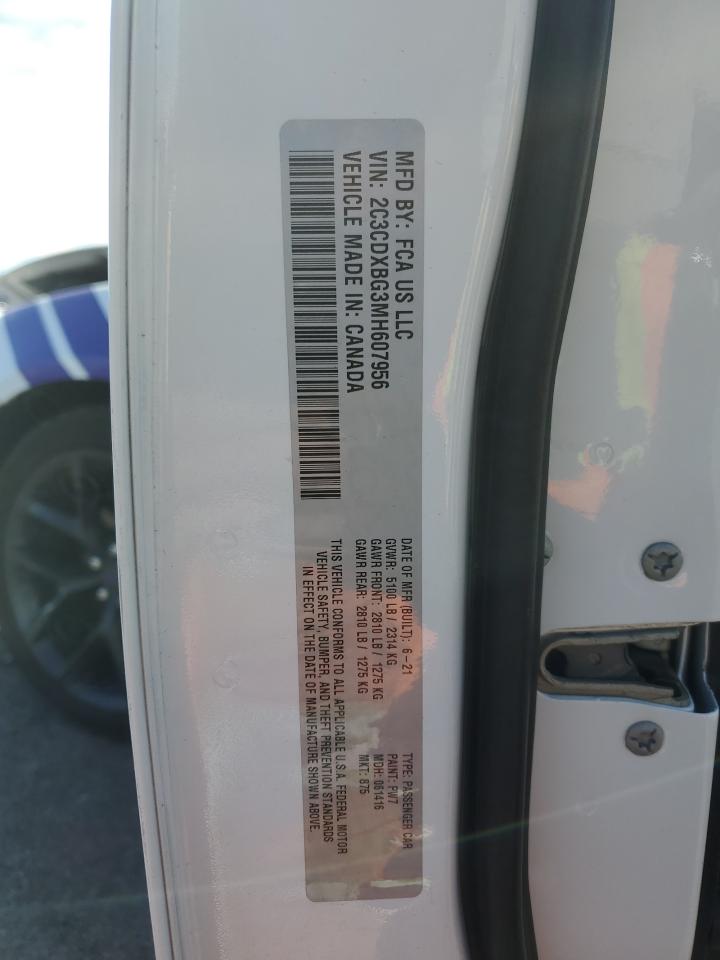 MFD BY: FCA US LLC
VIN: 2C3CDXBG3MH607956
VEHICLE MADE IN: CANADA
DATE OF MFR (BUILT): 6-21
GVWR: 5100 LB / 2314 KG
GAWR FRONT: 2810 LB / 1275 KG
GAWR REAR: 2810 LB / 1275 KG
TYPE: PASSENGER CAR
PAINT: PW7
MDH: 061416
MKT: 875
THIS VEHICLE CONFORMS TO ALL APPLICABLE U.S.A. FEDERAL MOTOR
VEHICLE SAFETY, BUMPER, AND THEFT PREVENTION STANDARDS
IN EFFECT ON THE DATE OF MANUFACTURE SHOWN ABOVE.